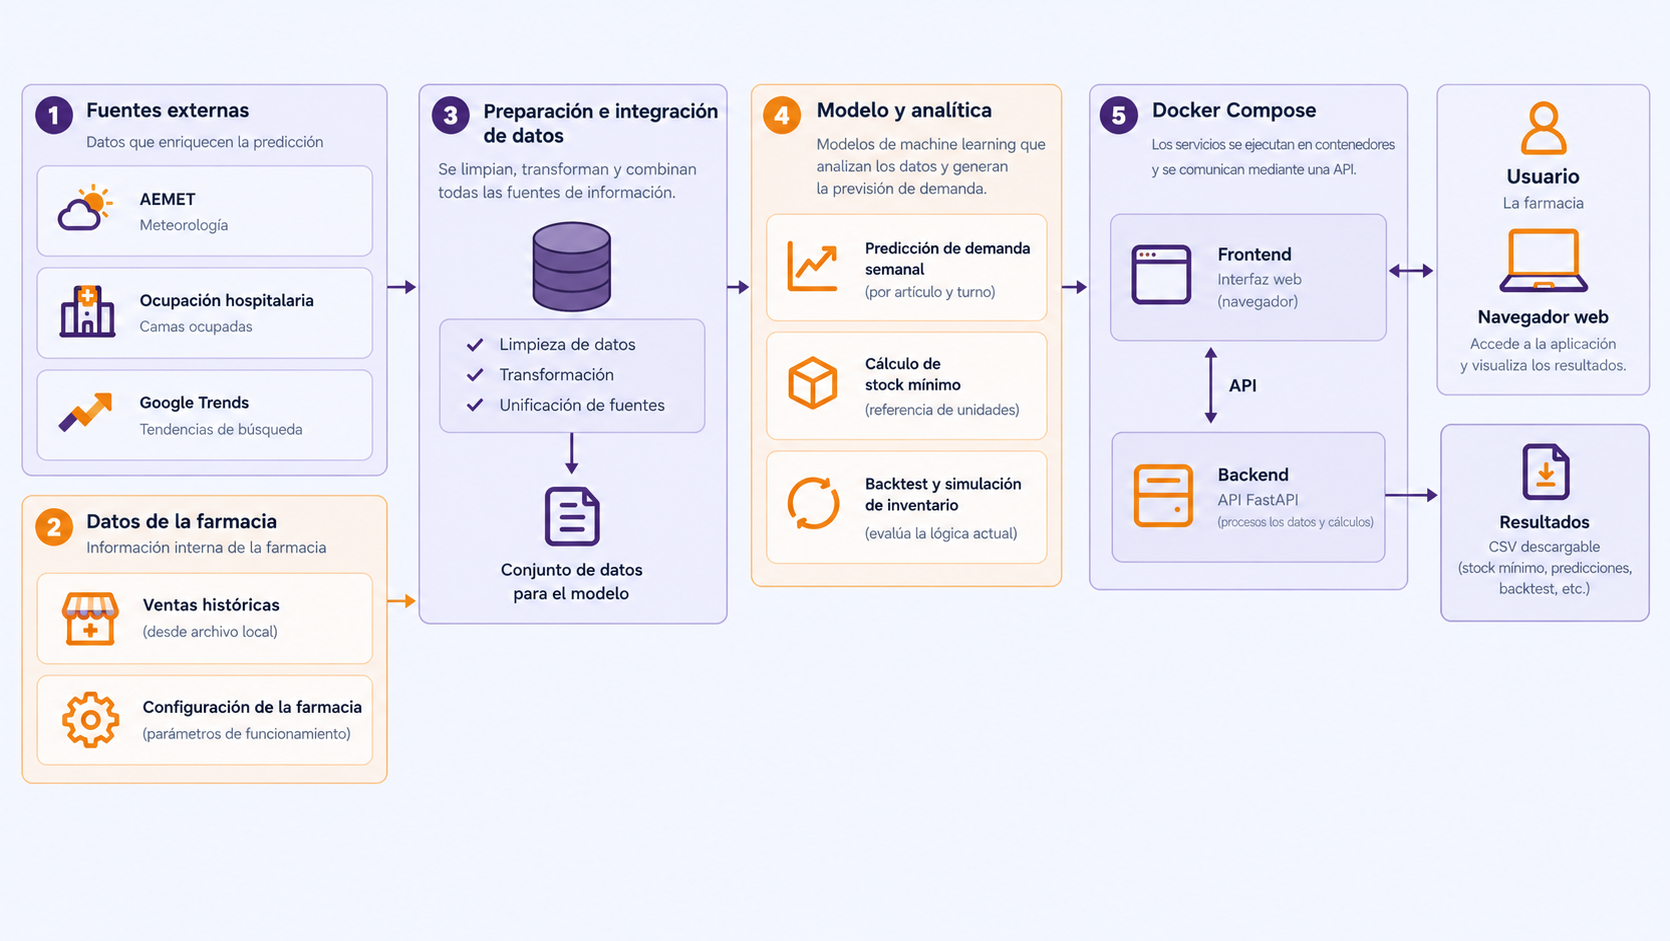 1
Fuentes externas
Datos que enriquecen la predicción
AEMET
Meteorología
Ocupación hospitalaria
Camas ocupadas
Google Trends
Tendencias de búsqueda
2
Datos de la farmacia
Información interna de la farmacia
Ventas históricas
(desde archivo local)
Configuración de la farmacia
(parámetros de funcionamiento)
3
Preparación e integración
de datos
Se limpian, transforman y combinan
todas las fuentes de información.
Limpieza de datos
Transformación
Unificación de fuentes
Conjunto de datos
para el modelo
4
Modelo y analítica
Modelos de machine learning que
analizan los datos y generan
la previsión de demanda.
Predicción de demanda
semanal
(por artículo y turno)
Cálculo de
stock mínimo
(referencia de unidades)
Backtest y simulación
de inventario
(evalúa la lógica actual)
5
Docker Compose
Los servicios se ejecutan en contenedores
y se comunican mediante una API.
Frontend
Interfaz web
(navegador)
API
Backend
API FastAPI
(procesos los datos y cálculos)
Usuario
La farmacia
Navegador web
Accede a la aplicación
y visualiza los resultados.
Resultados
CSV descargable
(stock mínimo, predicciones,
backtest, etc.)